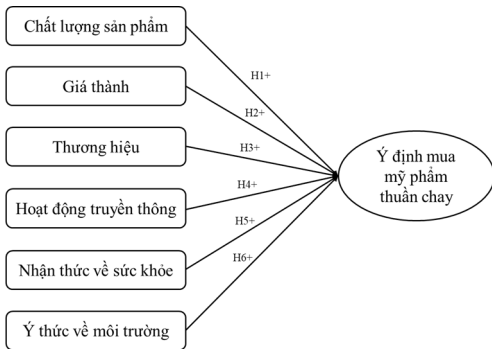 Chất lượng sản phẩm
H1+
Giá thành
H2+
Thương hiệu
H3+
Hoạt động truyền thông
H4+
Nhận thức về sức khỏe
H5+
Ý thức về môi trường
H6+
Ý định mua
mỹ phẩm
thuần chay